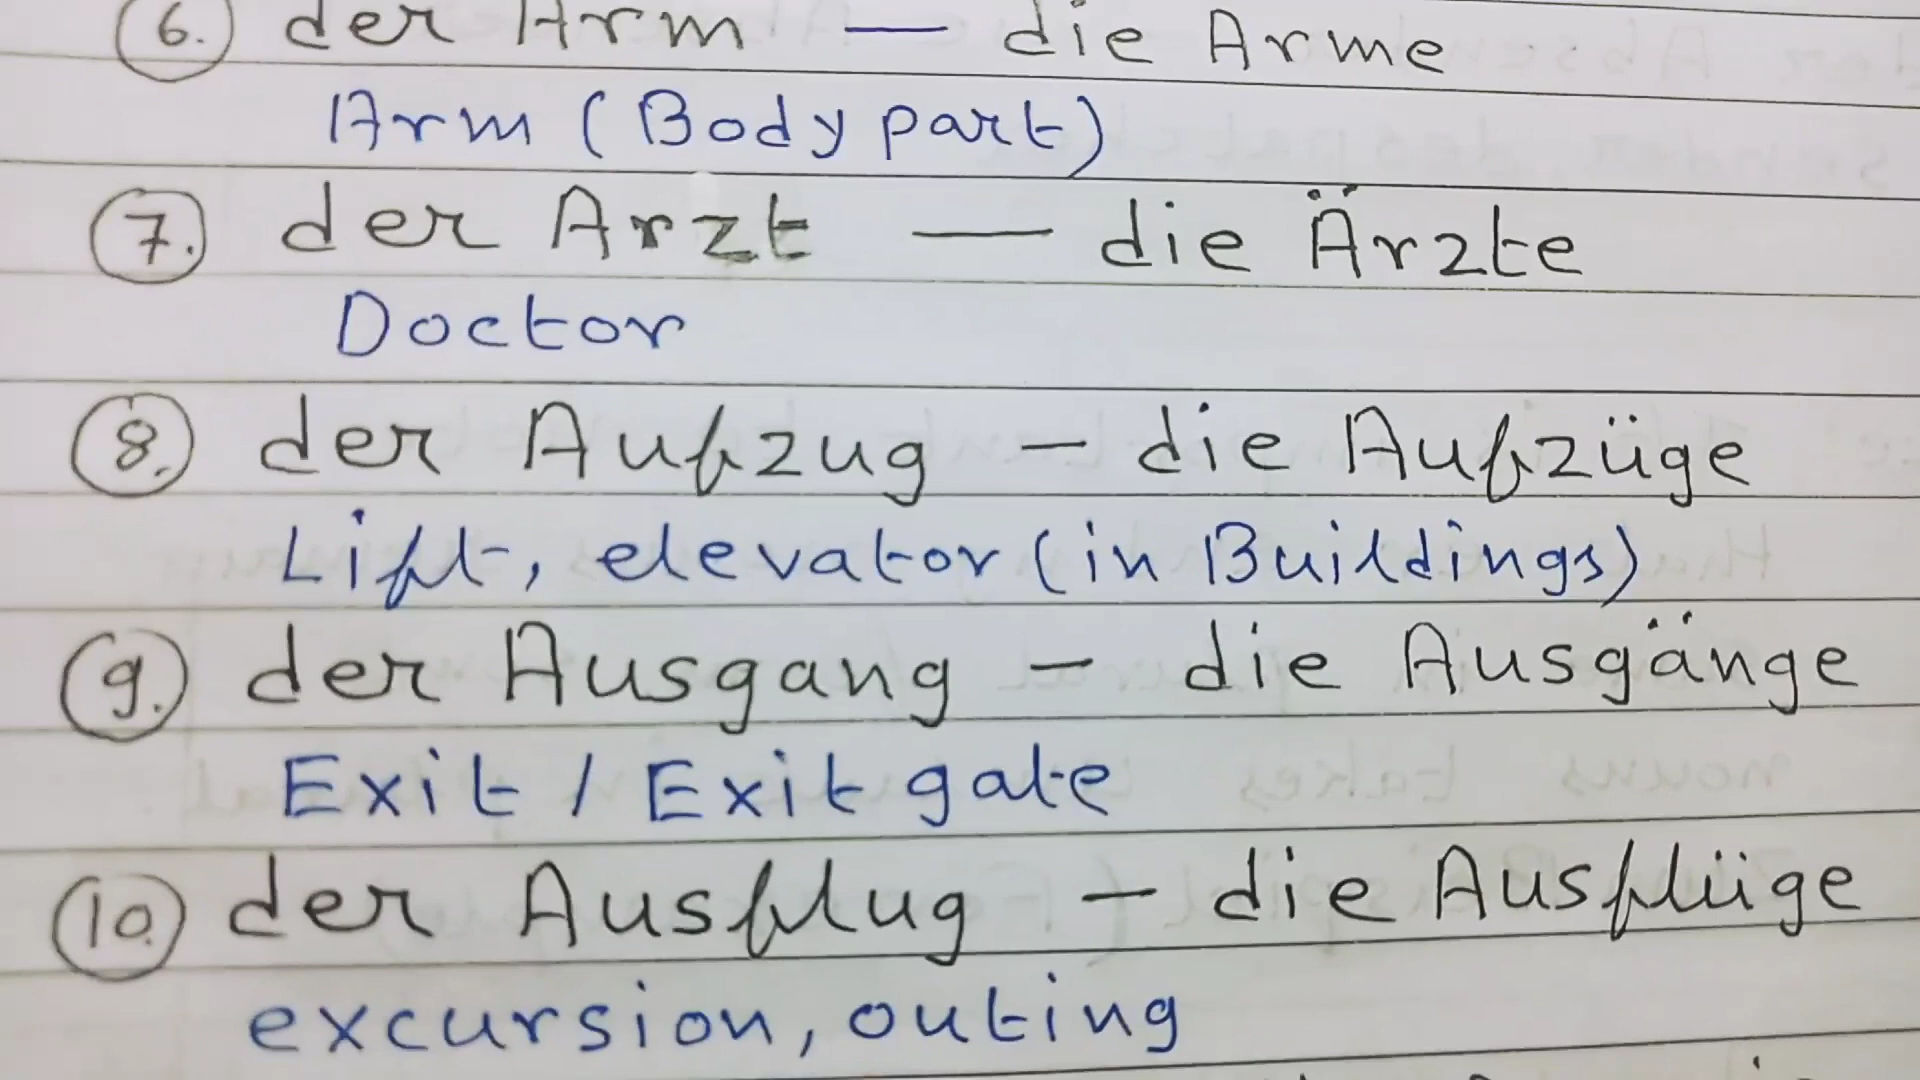 6. der Arm — die Arme
Arm (Body part)
7. der Arzt — die Ärzte
Doctor
8. der Aufzug - die Aufzüge
Lift, elevator (in Buildings)
9. der Ausgang - die Ausgänge
Exit / Exit gate
10. der Ausflug - die Ausflüge
excursion, outing